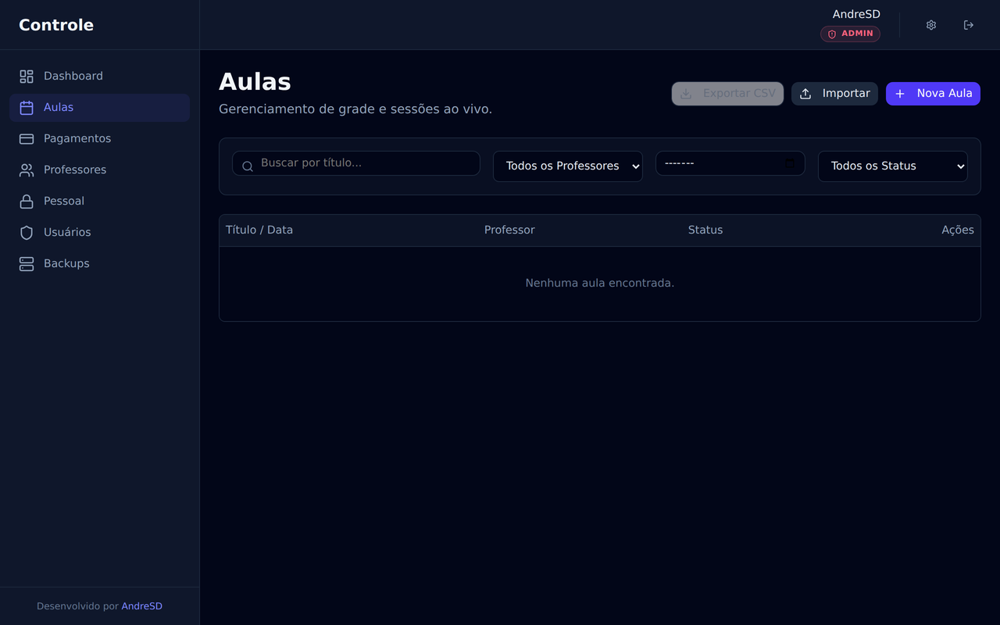 Controle
AndreSD
ADMIN
Dashboard
Aulas
Pagamentos
Professores
Pessoal
Usuários
Backups
Aulas
Gerenciamento de grade e sessões ao vivo.
Exportar CSV
Importar
Nova Aula
Buscar por título...
Todos os Professores
-------
Todos os Status
Título / Data
Professor
Status
Ações
Nenhuma aula encontrada.
Desenvolvido por AndreSD